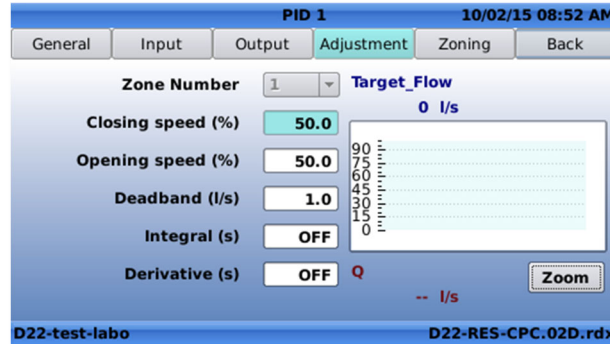 PID 1 10/02/15 08:52 AM
General Input Output Adjustment Zoning Back
Zone Number 1 Target_Flow
0 l/s
Closing speed (%) 50.0
Opening speed (%) 50.0
Deadband (l/s) 1.0
Integral (s) OFF
Derivative (s) OFF
90
75
60
45
30
15
0
Q
-- l/s
Zoom
D22-test-labo D22-RES-CPC.02D.rdx